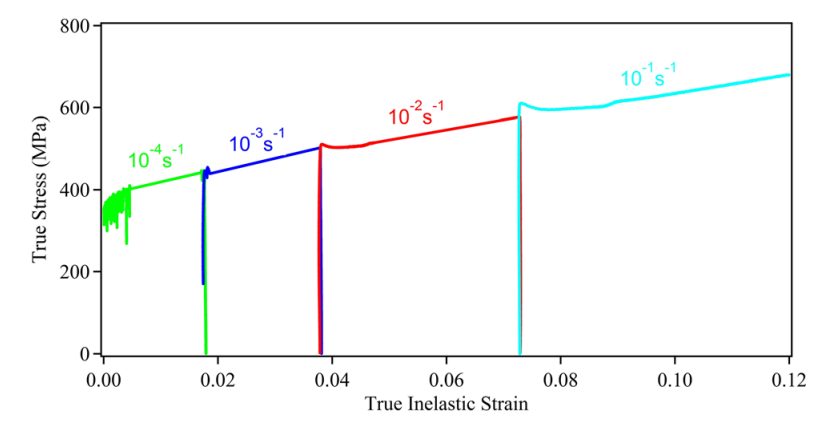 800
600
400
200
0
True Stress (MPa)
10⁻⁴s⁻¹
10⁻³s⁻¹
10⁻²s⁻¹
10⁻¹s⁻¹
0.00 0.02 0.04 0.06 0.08 0.10 0.12
True Inelastic Strain